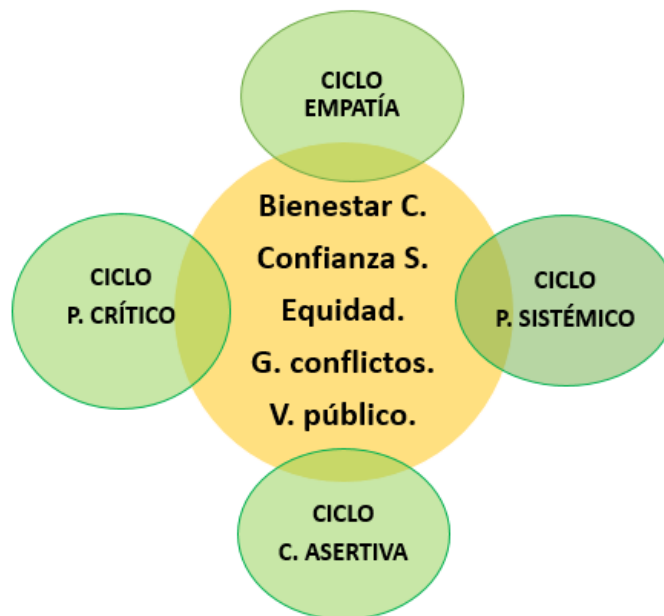 CICLO
EMPATÍA
Bienestar C.
Confianza S.
Equidad.
G. conflictos.
V. público.
CICLO
P. CRÍTICO
CICLO
P. SISTÉMICO
CICLO
C. ASERTIVA